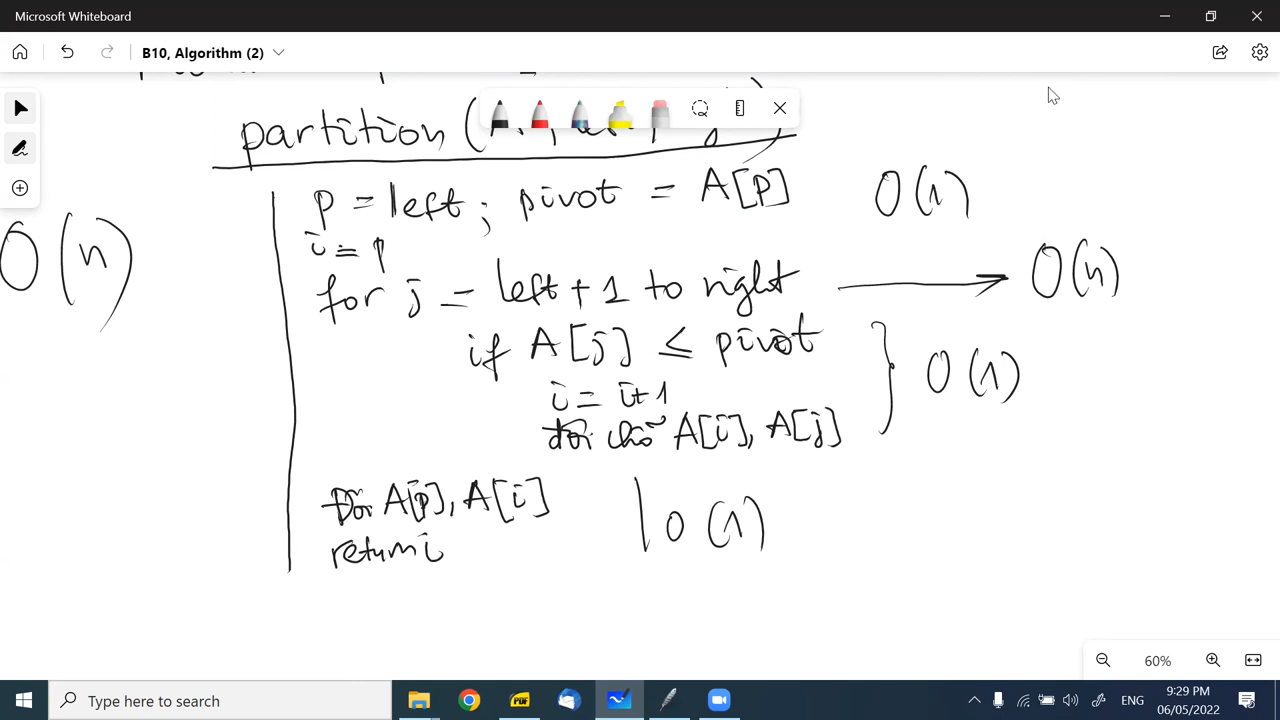 Microsoft Whiteboard
B10, Algorithm (2)
partition (
p = left; pivot = A[p] O(1)
i = p
O(n)
for j = left + 1 to right → O(n)
if A[j] ≤ pivot
i = i+1 } O(1)
đổi chỗ A[i], A[j]
Đổi A[p], A[i]
O(1)
return i
60%
Type here to search
PDF
ENG
9:29 PM
06/05/2022